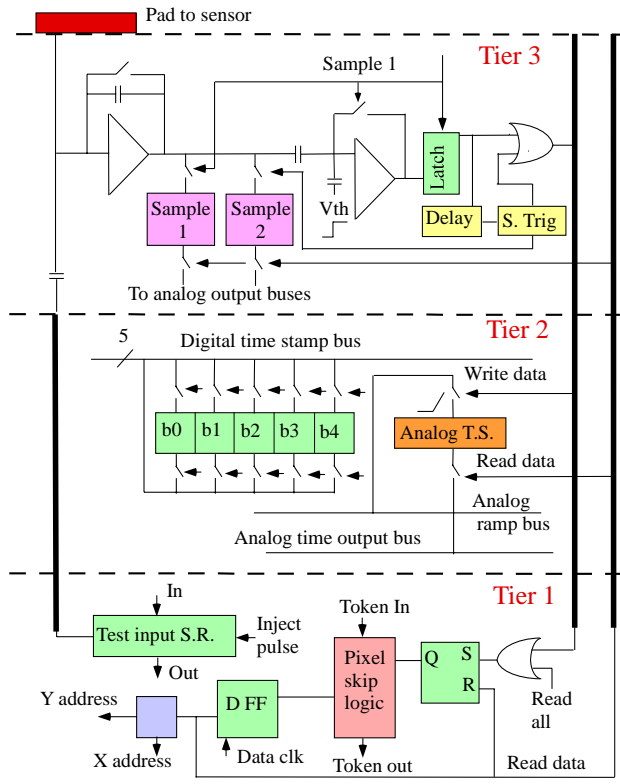 Pad to sensor
Tier 3
Sample 1
Latch
Sample
1
Sample
2
Vth
Delay
S. Trig
To analog output buses
Tier 2
5
Digital time stamp bus
Write data
b0 b1 b2 b3 b4
Analog T.S.
Read data
Analog
ramp bus
Analog time output bus
Tier 1
In
Token In
Test input S.R.
Inject
pulse
Out
Pixel
skip
logic
Q S
R
Read
all
Y address
D FF
X address
Data clk
Token out
Read data